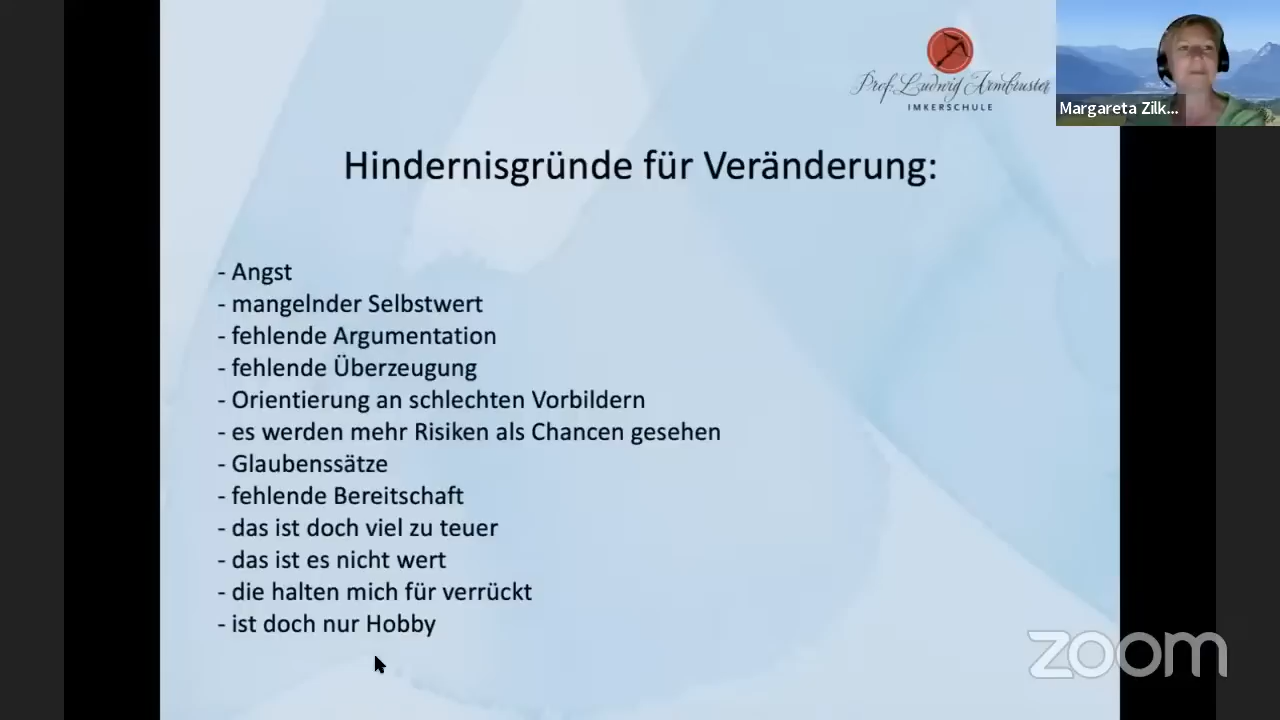 Prof. Ludwig Armbruster
IMKERSCHULE
Margareta Zilk...
Hindernisgründe für Veränderung:
- Angst
- mangelnder Selbstwert
- fehlende Argumentation
- fehlende Überzeugung
- Orientierung an schlechten Vorbildern
- es werden mehr Risiken als Chancen gesehen
- Glaubenssätze
- fehlende Bereitschaft
- das ist doch viel zu teuer
- das ist es nicht wert
- die halten mich für verrückt
- ist doch nur Hobby
zoom